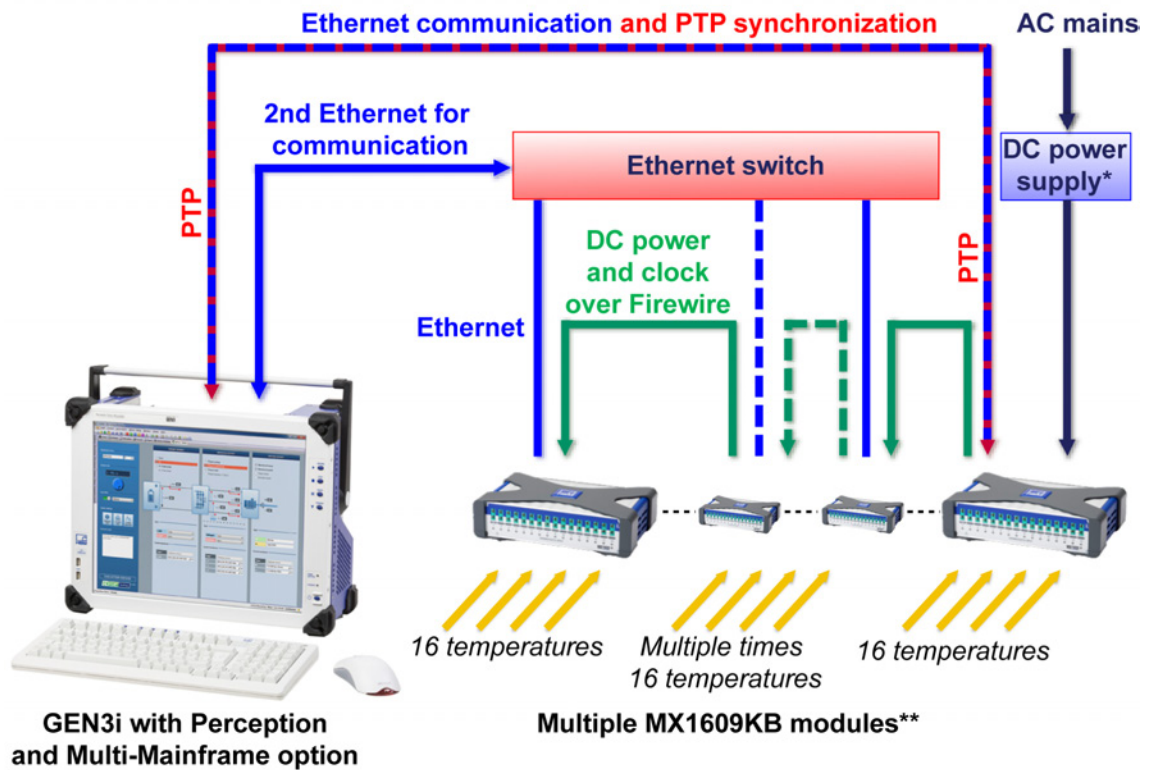 Ethernet communication and PTP synchronization
AC mains
2nd Ethernet for
communication
Ethernet switch
DC power
supply*
PTP
DC power
and clock
over Firewire
PTP
Ethernet
16 temperatures
Multiple times
16 temperatures
16 temperatures
GEN3i with Perception
and Multi-Mainframe option
Multiple MX1609KB modules**